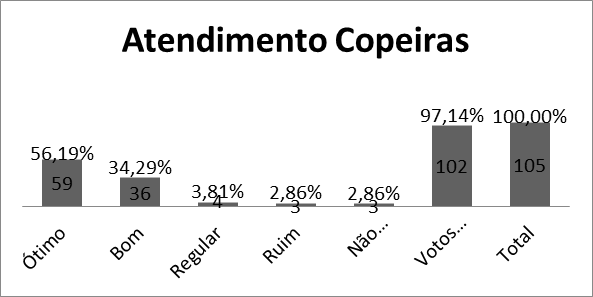 Atendimento Copeiras
97,14% 100,00%
56,19% 34,29% 3,81% 2,86% 2,86%
59 36 4 3 3 102 105
Ótimo Bom Regular Ruim Não... Votos... Total